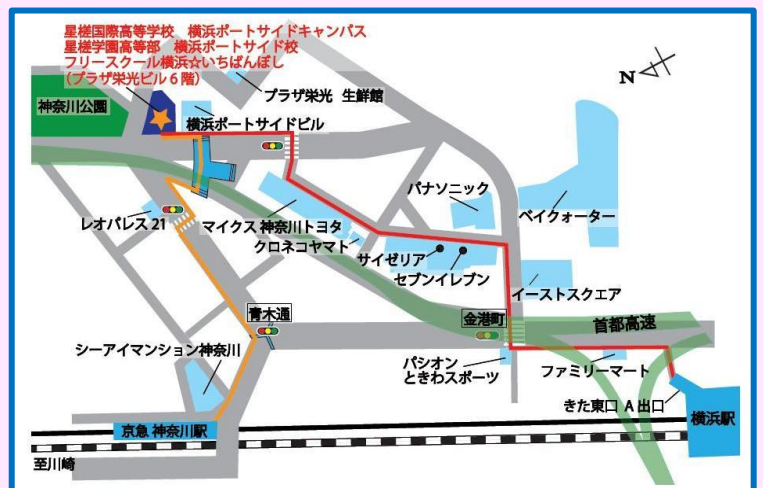 星槎国際高等学校 横浜ポートサイドキャンパス
星槎学園高等部 横浜ポートサイド校
フリースクール横浜☆いちばんぼし
(プラザ栄光ビル6階)
N
プラザ栄光 生鮮館
神奈川公園
横浜ポートサイドビル
パナソニック
レオパレス21
マイクス 神奈川トヨタ
ベイクォーター
クロネコヤマト
サイゼリア
セブンイレブン
イーストスクエア
青木通
金港町
首都高速
シーアイマンション神奈川
パシオン
ときわスポーツ
ファミリーマート
きた東口 A出口
横浜駅
京急 神奈川駅
至川崎